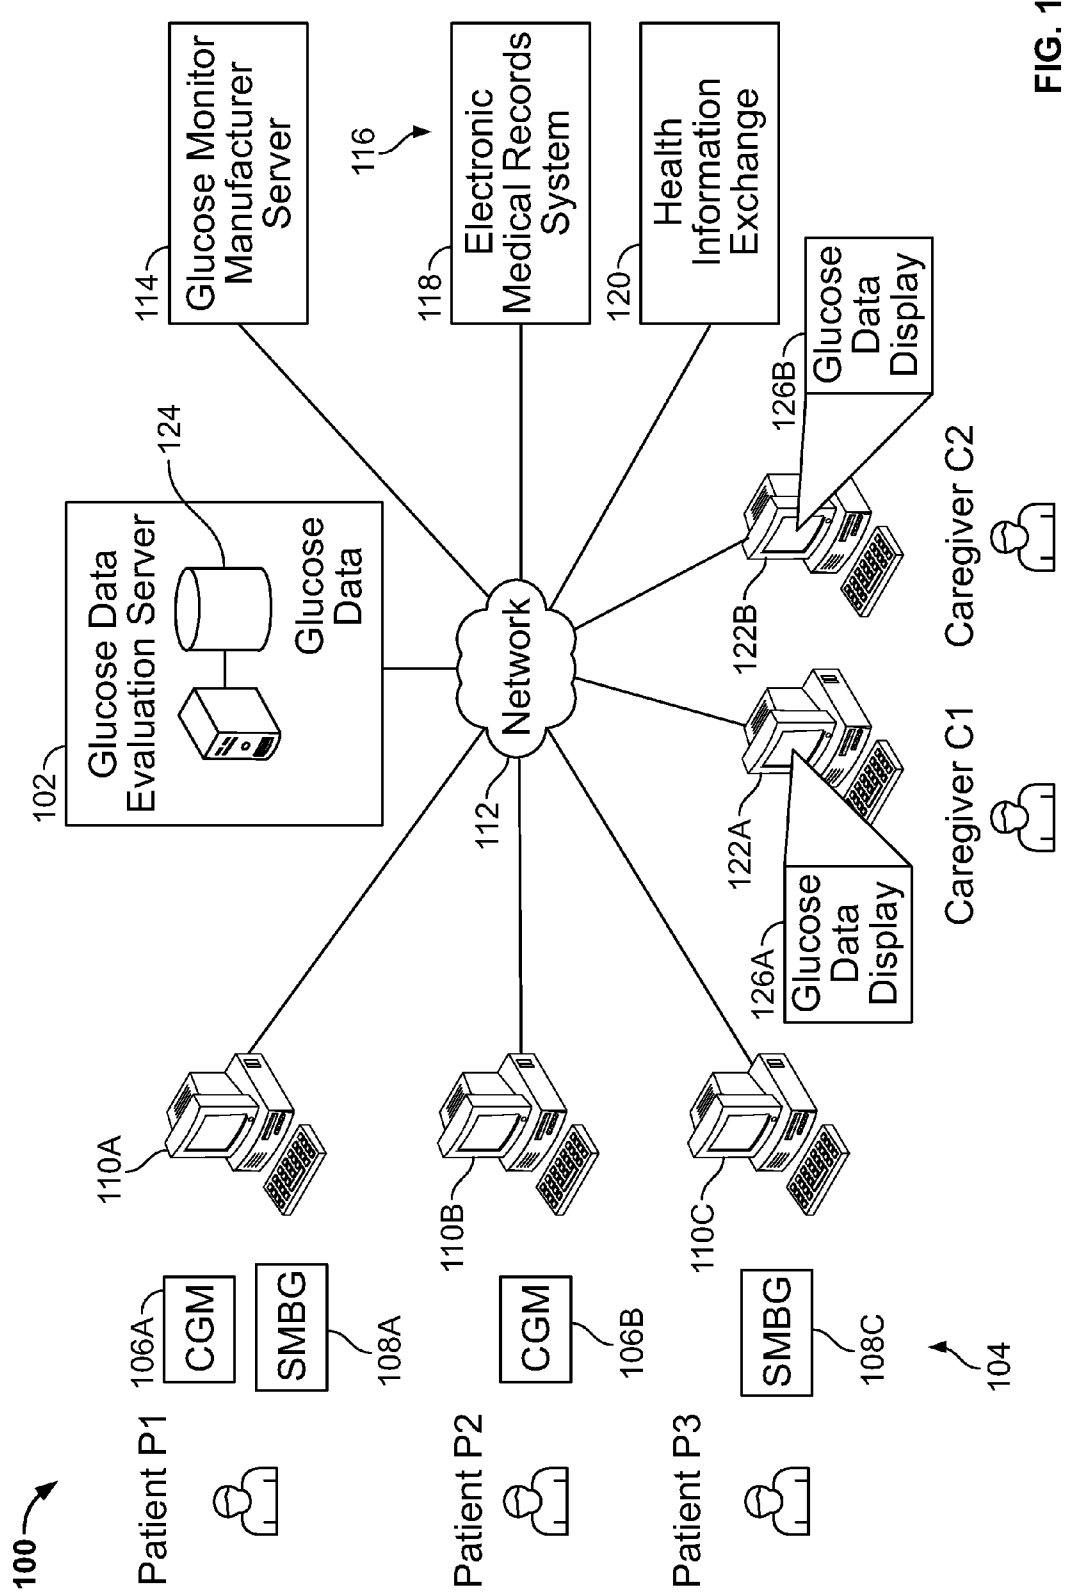 100
Patient P1
106A
CGM
SMBG
108A
110A
Patient P2
CGM
106B
110B
Patient P3
SMBG
108C
110C
104
102
Glucose Data
Evaluation Server
124
Glucose
Data
112
Network
114
Glucose Monitor
Manufacturer
Server
116
118
Electronic
Medical Records
System
120
Health
Information
Exchange
122A
126A
Glucose
Data
Display
Caregiver C1
122B
126B
Glucose
Data
Display
Caregiver C2
FIG. 1